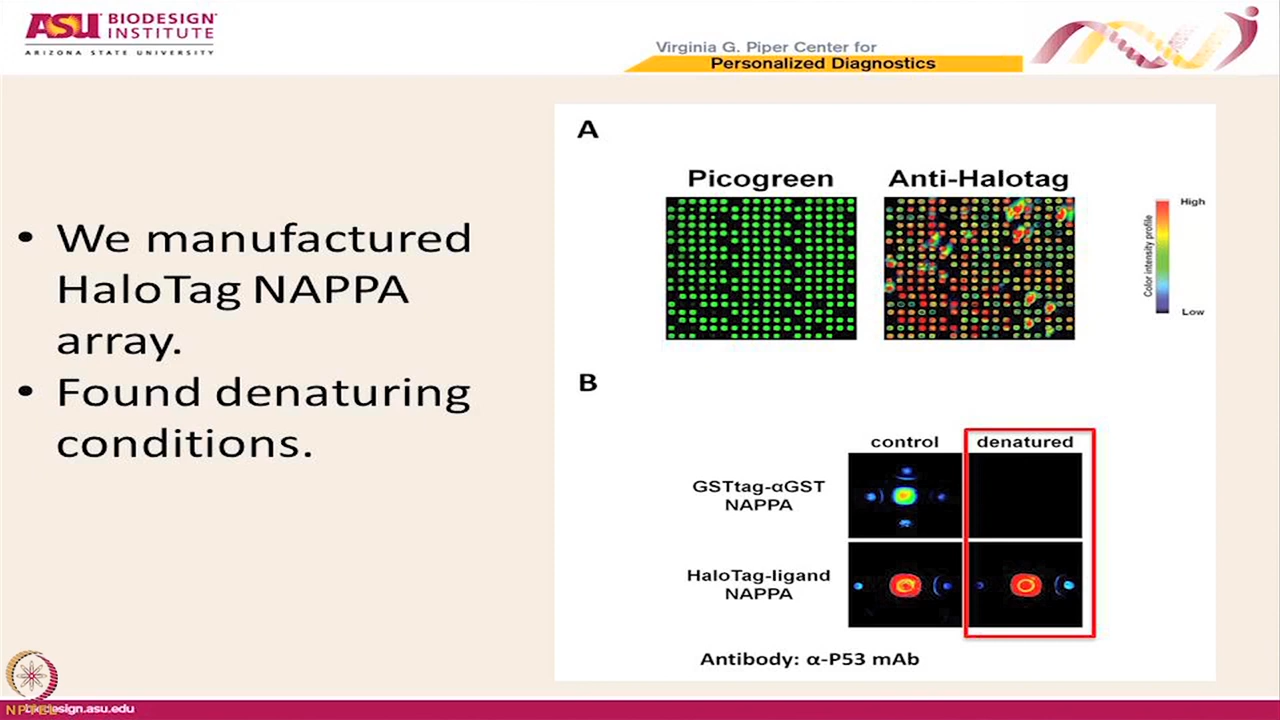 ASU BIODESIGN
INSTITUTE
ARIZONA STATE UNIVERSITY
Virginia G. Piper Center for
Personalized Diagnostics
• We manufactured
HaloTag NAPPA
array.
• Found denaturing
conditions.
A
Picogreen
Anti-Halotag
High
Color intensity profile
Low
B
control
denatured
GSTtag-αGST
NAPPA
HaloTag-ligand
NAPPA
Antibody: α-P53 mAb
NPTEL
biodesign.asu.edu